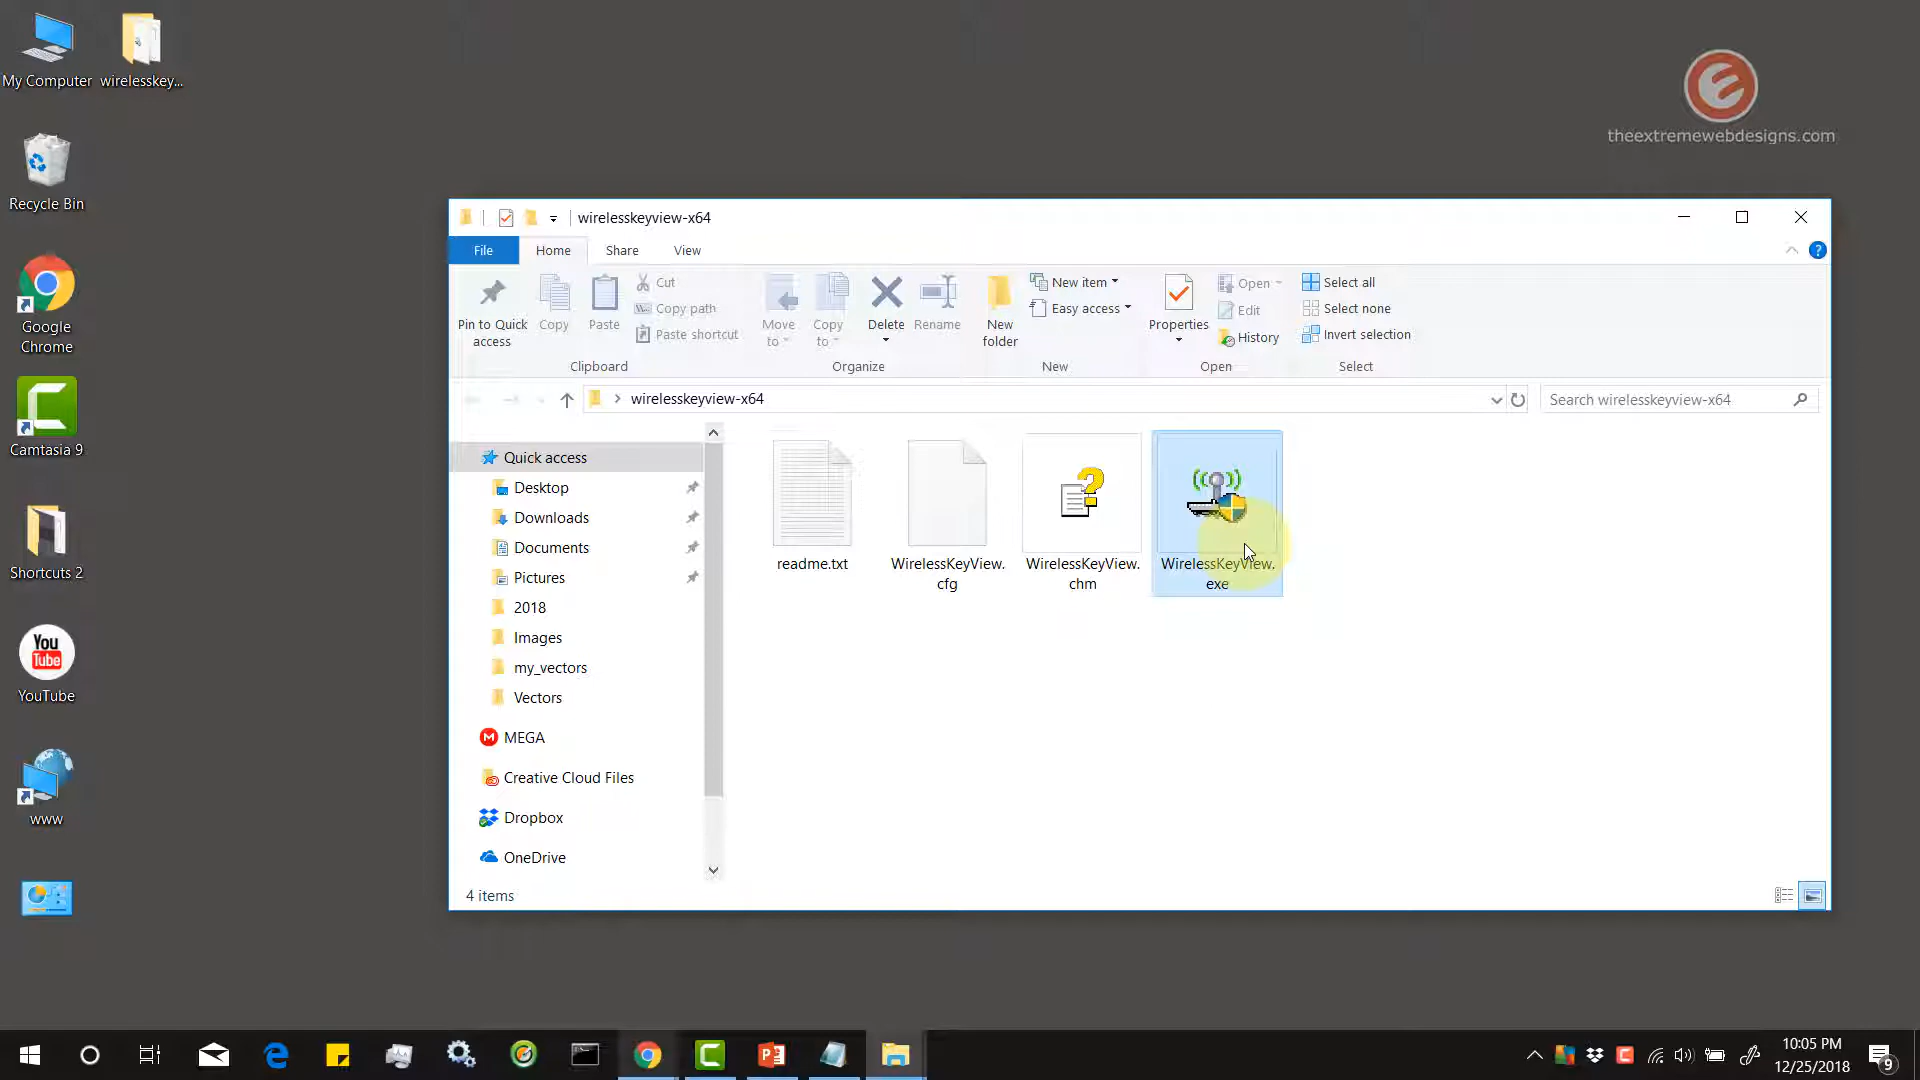 My Computer
wirelesskey...
theextremewebdesigns.com
Recycle Bin
Google
Chrome
Camtasia 9
Shortcuts 2
You
Tube
YouTube
www
wirelesskeyview-x64
File
Home
Share
View
Pin to Quick
access
Copy
Paste
Cut
Copy path
Paste shortcut
Clipboard
Move
to
Copy
to
Delete
Rename
Organize
New
folder
New item
Easy access
New
Properties
Open
Edit
History
Open
Select all
Select none
Invert selection
Select
wirelesskeyview-x64
Search wirelesskeyview-x64
Quick access
Desktop
Downloads
Documents
Pictures
2018
Images
my_vectors
Vectors
MEGA
Creative Cloud Files
Dropbox
OneDrive
readme.txt
WirelessKeyView.
cfg
WirelessKeyView.
chm
WirelessKeyView.
exe
4 items
10:05 PM
12/25/2018
9